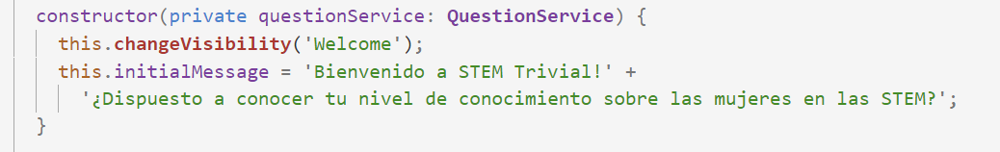 constructor(private questionService: QuestionService) {
this.changeVisibility('Welcome');
this.initialMessage = 'Bienvenido a STEM Trivial!' +
'¿Dispuesto a conocer tu nivel de conocimiento sobre las mujeres en las STEM?';
}